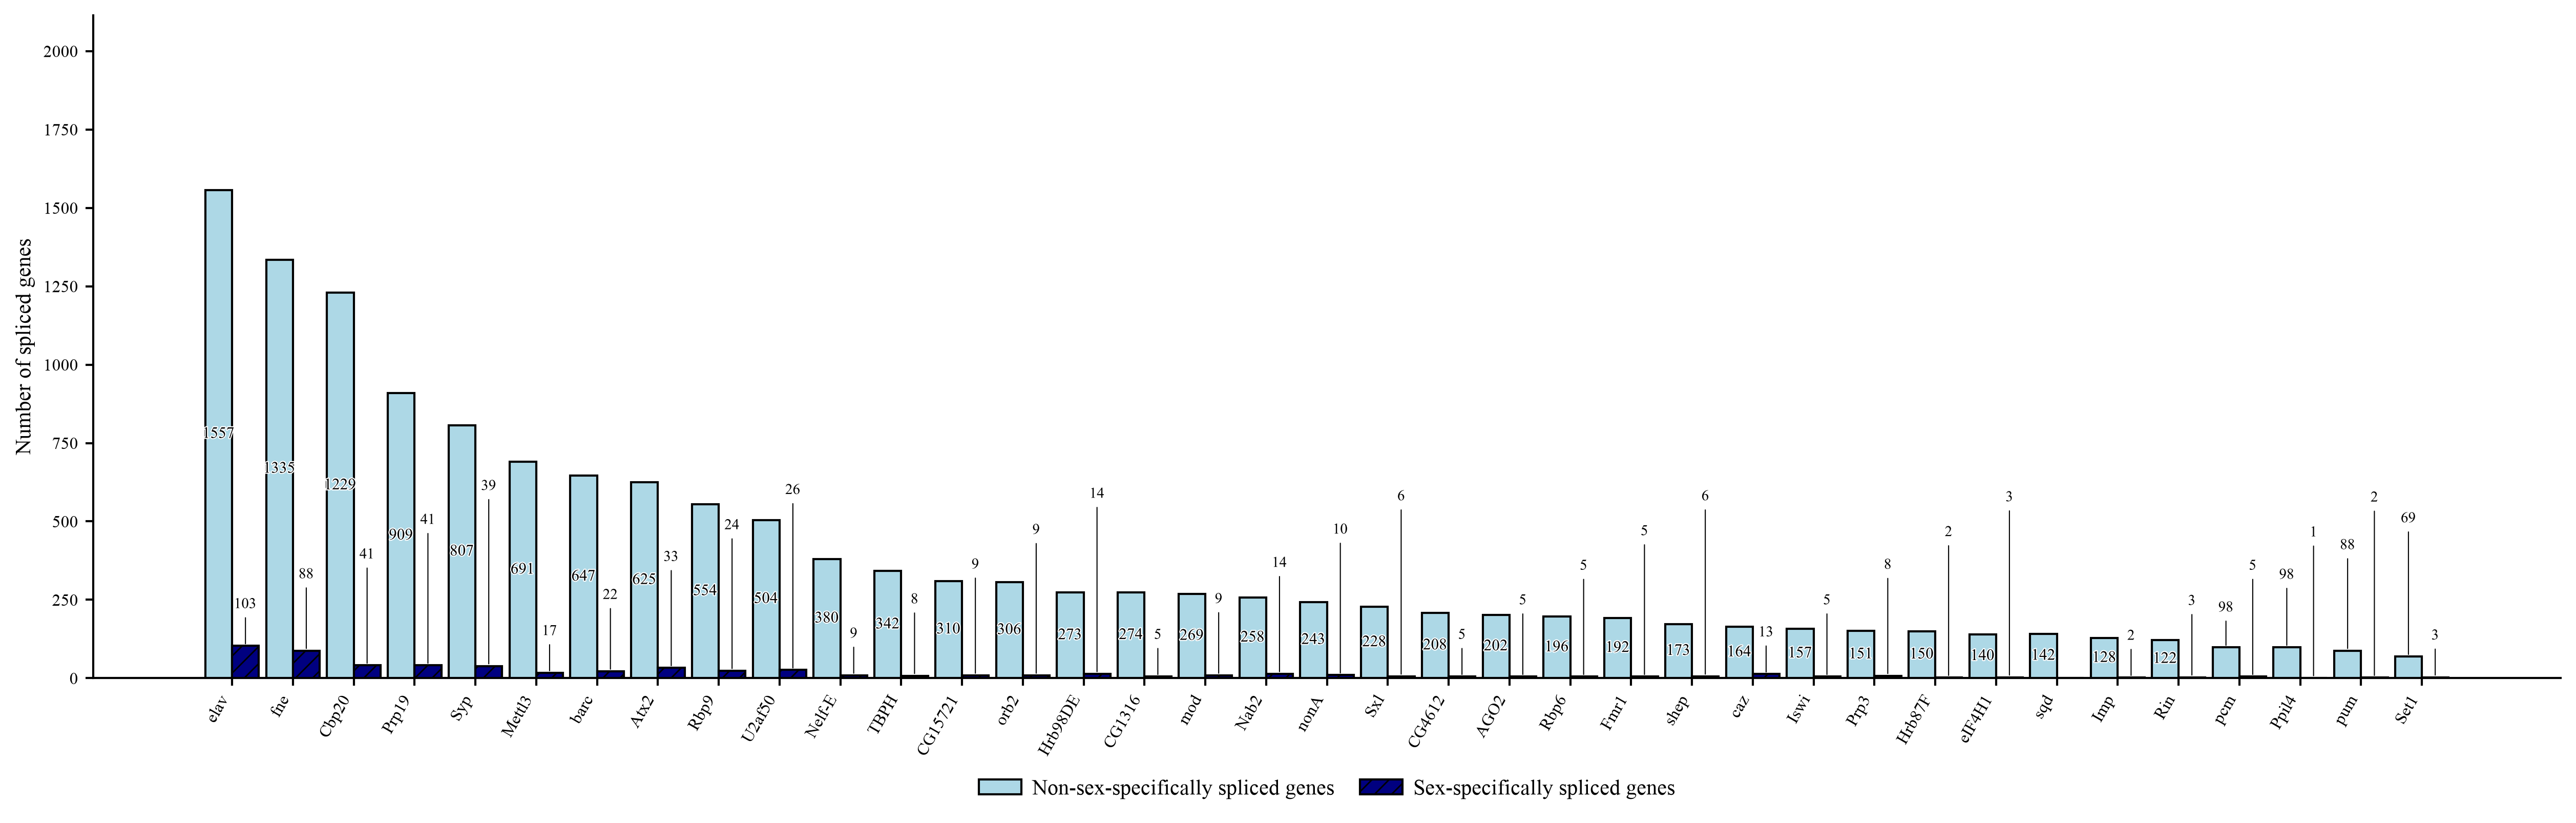 Number of spliced genes
2000
1750
1500
1250
1000
750
500
250
0
1557
103
1335
88
1229
41
909
41
807
39
691
17
647
22
625
33
554
24
504
26
380
9
342
8
310
9
306
9
273
14
274
5
269
9
258
14
243
10
228
6
208
5
202
5
196
5
192
5
173
6
164
13
157
5
151
8
150
2
140
3
142
128
2
122
3
98
5
98
1
88
2
69
3
elav
fne
Cbp20
Prp19
Syp
Mettl3
barc
Atx2
Rbp9
U2af50
Nelf-E
TBPH
CG15721
orb2
Hrb98DE
CG1316
mod
Nab2
nonA
Sxl
CG4612
AGO2
Rbp6
Fmr1
shep
caz
Iswi
Prp3
Hrb87F
eIF4H1
sqd
Imp
Rin
pcm
Ppil4
pum
Set1
Non-sex-specifically spliced genes
Sex-specifically spliced genes